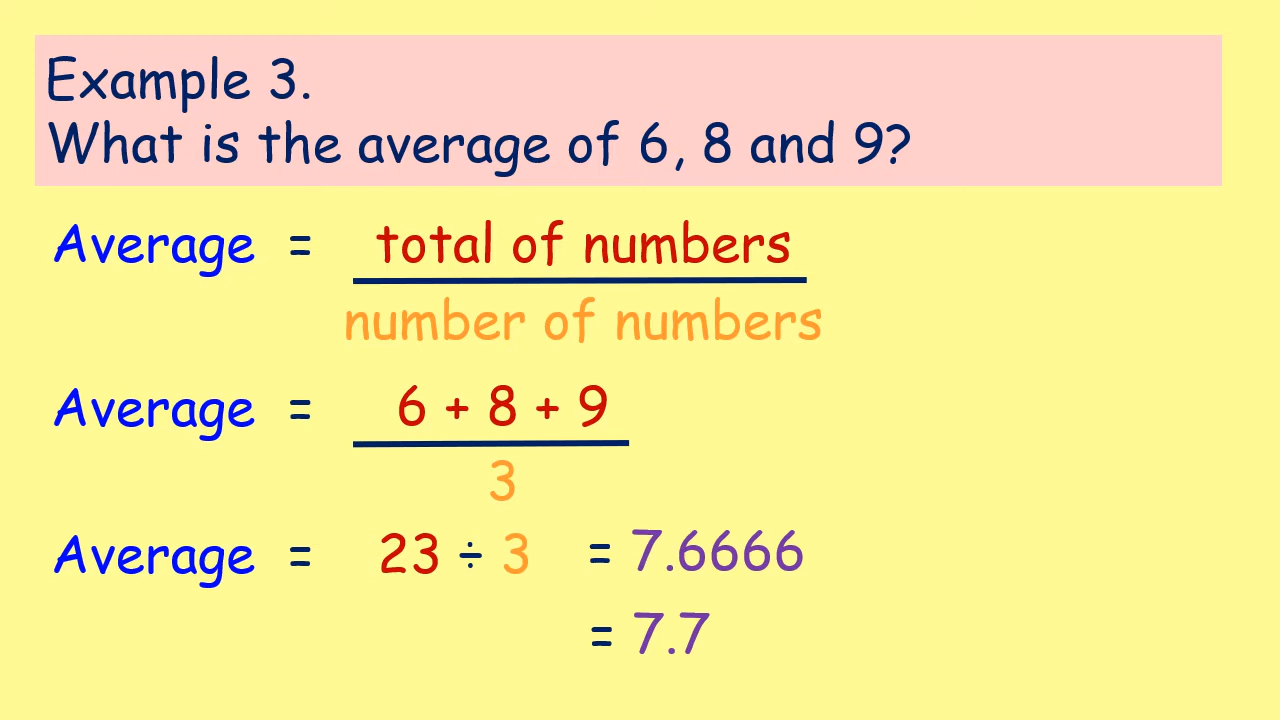 Example 3.
What is the average of 6, 8 and 9?
Average = total of numbers
number of numbers
Average = 6 + 8 + 9
3
Average = 23 ÷ 3 = 7.6666
= 7.7